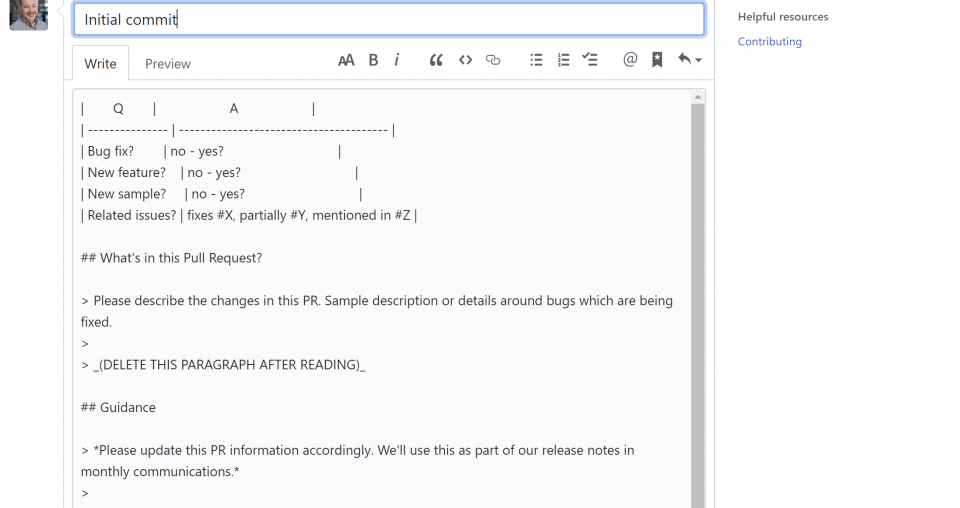 Initial commit
Helpful resources
Contributing
Write Preview
| Q | A |
| --------------- | --------------------------------------- |
| Bug fix? | no - yes? |
| New feature? | no - yes? |
| New sample? | no - yes? |
| Related issues? | fixes #X, partially #Y, mentioned in #Z |
## What's in this Pull Request?
> Please describe the changes in this PR. Sample description or details around bugs which are being
fixed.
>
> _(DELETE THIS PARAGRAPH AFTER READING)_
## Guidance
> *Please update this PR information accordingly. We'll use this as part of our release notes in
monthly communications.*
>